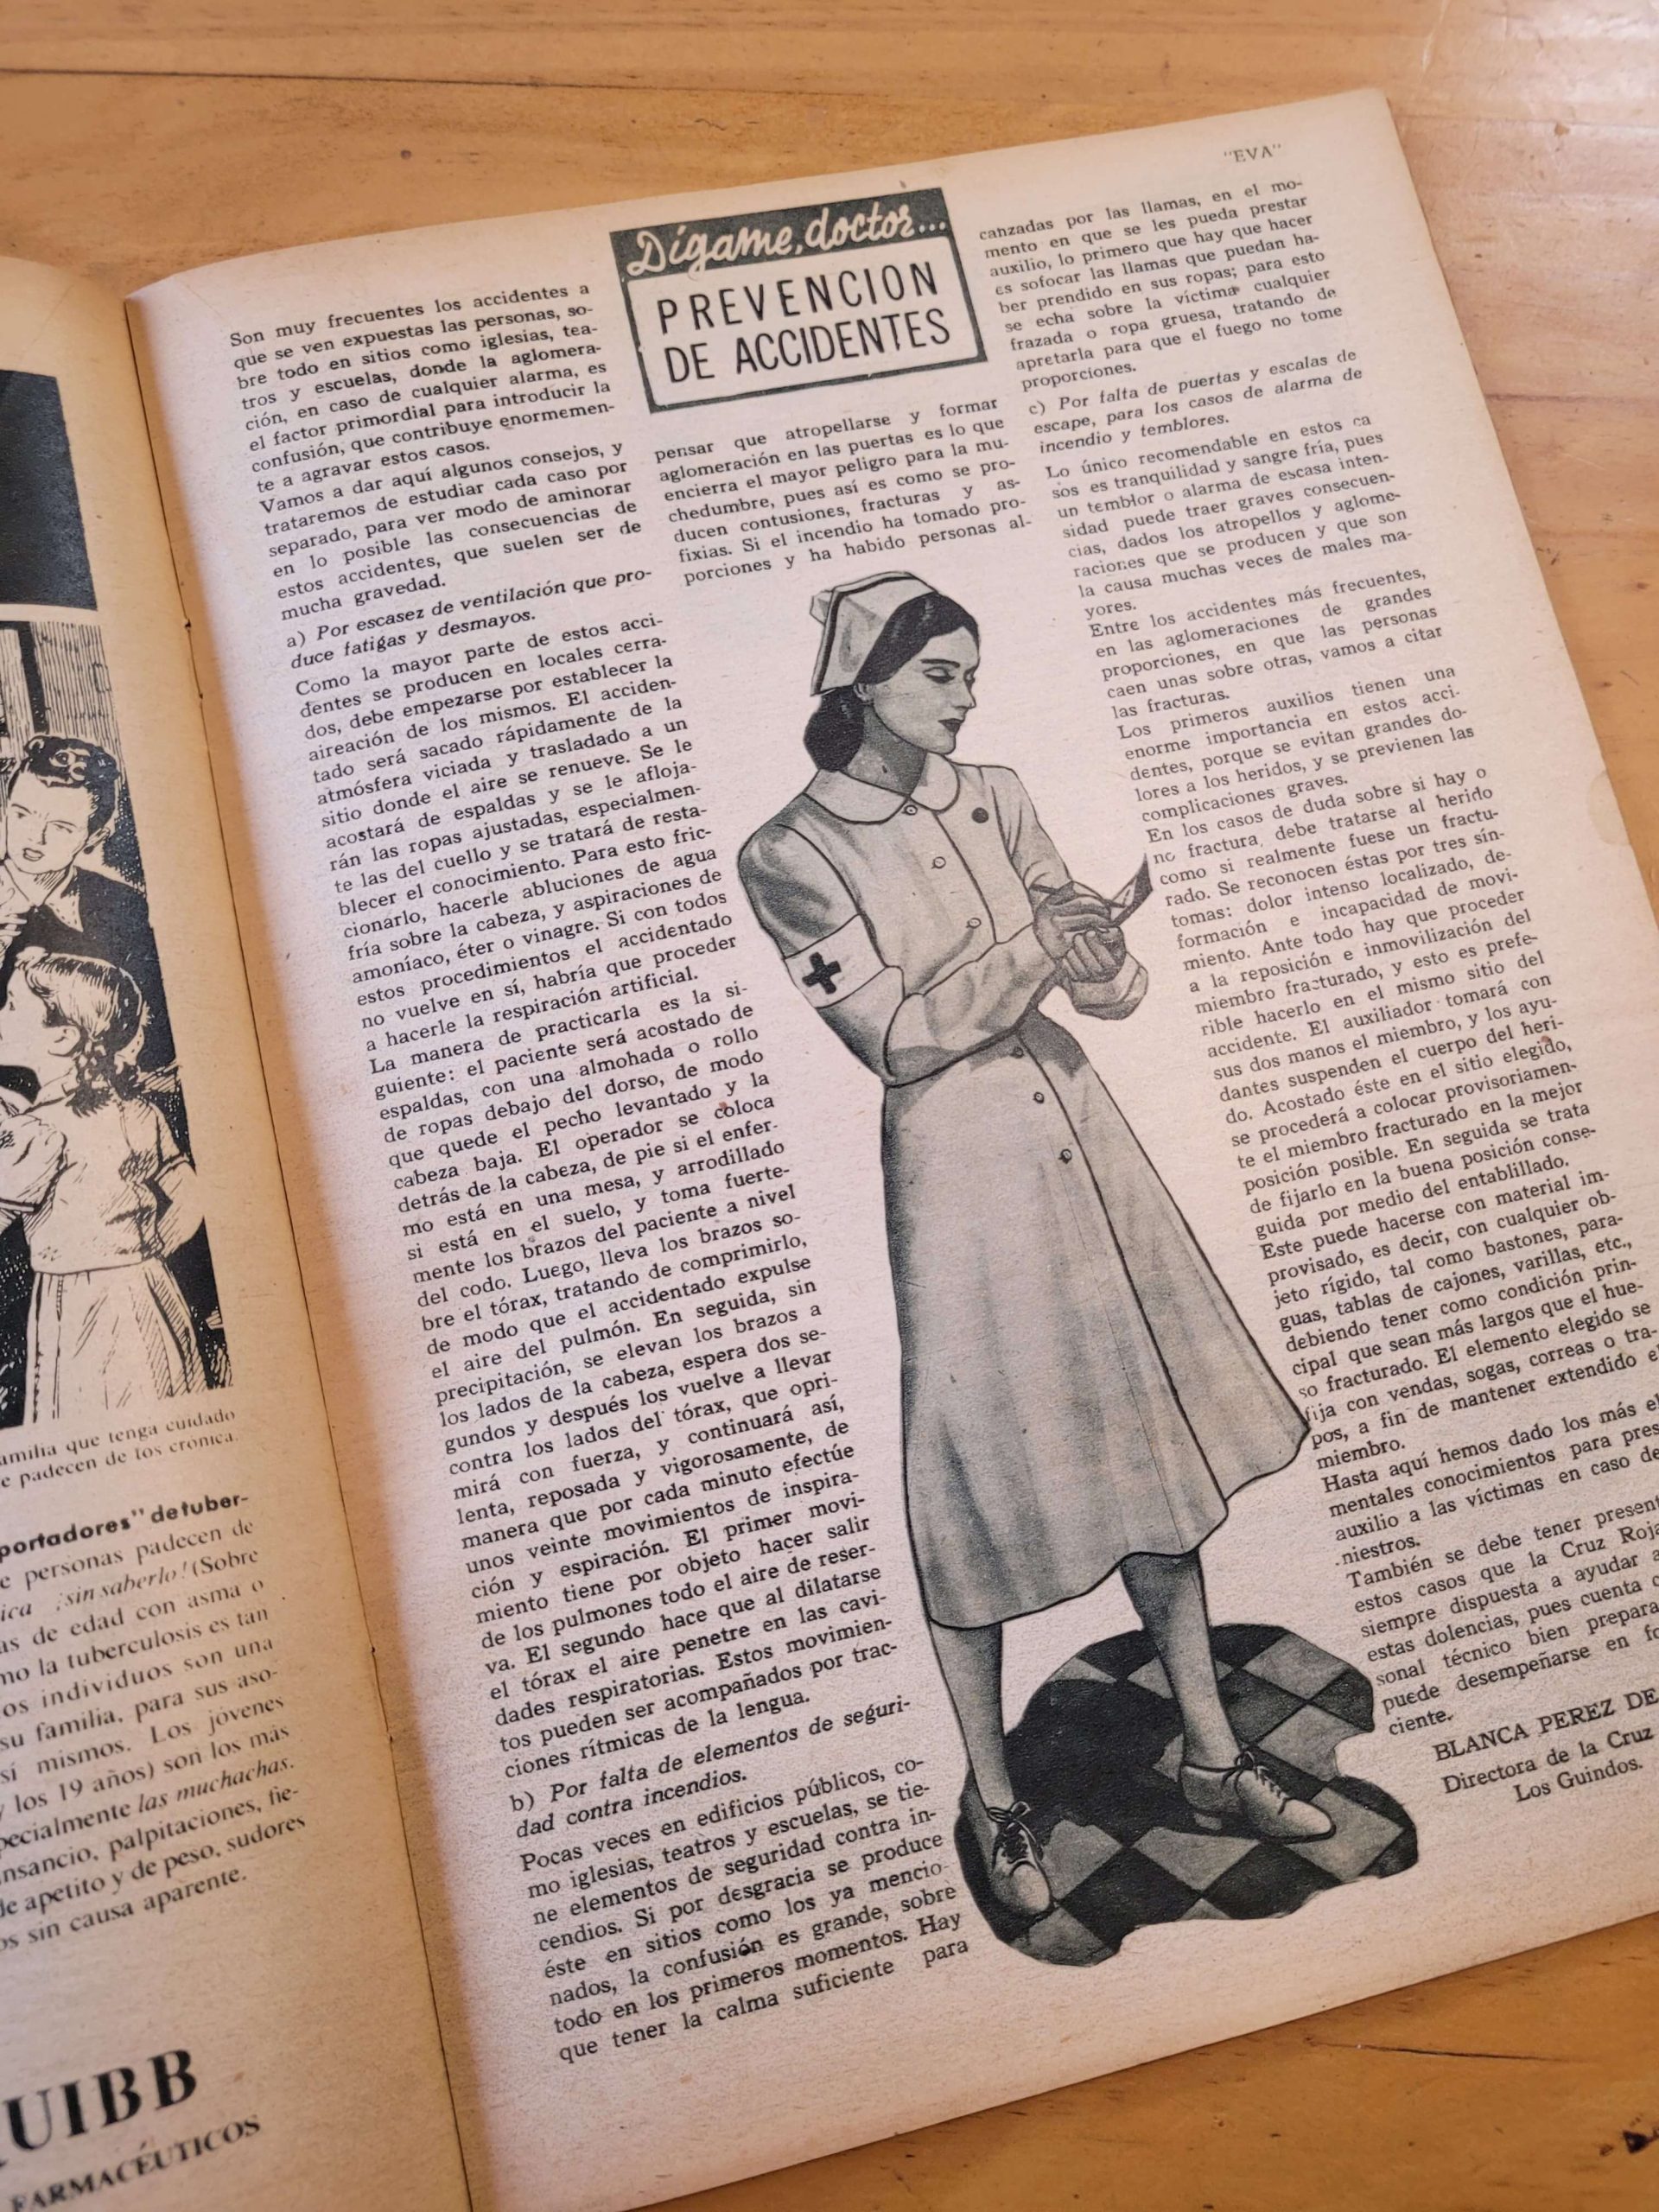 amilia que tenga cuidado
e padecen de tos crónica.
portadores" de tuber-
e personas padecen de
ica ¡sin saberlo! (Sobre
as de edad con asma o
mo la tuberculosis es tan
os individuos son una
su familia, para sus aso-
sí mismos. Los jóvenes
y los 19 años) son los más
pecialmente las muchachas.
nsancio, palpitaciones, fie-
de apetito y de peso, sudores
os sin causa aparente.
UIBB
FARMACÉUTICOS
"EVA"
Dígame, doctor...
PREVENCION
DE ACCIDENTES
Son muy frecuentes los accidentes a
que se ven expuestas las personas, so-
bre todo en sitios como iglesias, tea-
tros y escuelas, donde la aglomera-
ción, en caso de cualquier alarma, es
el factor primordial para introducir la
confusión, que contribuye enormemen-
te a agravar estos casos.
Vamos a dar aquí algunos consejos, y
trataremos de estudiar cada caso por
separado, para ver modo de aminorar
en lo posible las consecuencias de
estos accidentes, que suelen ser de
mucha gravedad.
a) Por escasez de ventilación que pro-
duce fatigas y desmayos.
Como la mayor parte de estos acci-
dentes se producen en locales cerra-
dos, debe empezarse por establecer la
aireación de los mismos. El acciden-
tado será sacado rápidamente de la
atmósfera viciada y trasladado a un
sitio donde el aire se renueve. Se le
acostará de espaldas y se le afloja-
rán las ropas ajustadas, especialmen-
te las del cuello y se tratará de resta-
blecer el conocimiento. Para esto fric-
cionarlo, hacerle abluciones de agua
fría sobre la cabeza, y aspiraciones de
amoníaco, éter o vinagre. Si con todos
estos procedimientos el accidentado
no vuelve en sí, habría que proceder
a hacerle la respiración artificial.
La manera de practicarla es la si-
guiente: el paciente será acostado de
espaldas, con una almohada o rollo
de ropas debajo del dorso, de modo
que quede el pecho levantado y la
cabeza baja. El operador se coloca
detrás de la cabeza, de pie si el enfer-
mo está en una mesa, y arrodillado
si está en el suelo, y toma fuerte-
mente los brazos del paciente a nivel
del codo. Luego, lleva los brazos so-
bre el tórax, tratando de comprimirlo,
de modo que el accidentado expulse
el aire del pulmón. En seguida, sin
precipitación, se elevan los brazos a
los lados de la cabeza, espera dos se-
gundos y después los vuelve a llevar
contra los lados del tórax, que opri-
mirá con fuerza, y continuará así,
lenta, reposada y vigorosamente, de
manera que por cada minuto efectúe
unos veinte movimientos de inspira-
ción y espiración. El primer movi-
miento tiene por objeto hacer salir
de los pulmones todo el aire de reser-
va. El segundo hace que al dilatarse
el tórax el aire penetre en las cavi-
dades respiratorias. Estos movimien-
tos pueden ser acompañados por trac-
ciones rítmicas de la lengua.
b) Por falta de elementos de seguri-
dad contra incendios.
Pocas veces en edificios públicos, co-
mo iglesias, teatros y escuelas, se tie-
ne elementos de seguridad contra in-
cendios. Si por desgracia se produce
éste en sitios como los ya mencio-
nados, la confusión es grande, sobre
todo en los primeros momentos. Hay
que tener la calma suficiente para
pensar que atropellarse y formar
aglomeración en las puertas es lo que
encierra el mayor peligro para la mu-
chedumbre, pues así es como se pro-
ducen contusiones, fracturas y as-
fixias. Si el incendio ha tomado pro-
porciones y ha habido personas al-
canzadas por las llamas, en el mo-
mento en que se les pueda prestar
auxilio, lo primero que hay que hacer
es sofocar las llamas que puedan ha-
ber prendido en sus ropas; para esto
se echa sobre la víctima cualquier
frazada o ropa gruesa, tratando de
apretarla para que el fuego no tome
proporciones.
c) Por falta de puertas y escalas de
escape, para los casos de alarma de
incendio y temblores.
Lo único recomendable en estos ca
sos es tranquilidad y sangre fría, pues
un temblor o alarma de escasa inten-
sidad puede traer graves consecuen-
cias, dados los atropellos y aglome-
raciones que se producen y que son
la causa muchas veces de males ma-
yores.
Entre los accidentes más frecuentes,
en las aglomeraciones de grandes
proporciones, en que las personas
caen unas sobre otras, vamos a citar
las fracturas.
Los primeros auxilios tienen una
enorme importancia en estos acci-
dentes, porque se evitan grandes do-
lores a los heridos, y se previenen las
complicaciones graves.
En los casos de duda sobre si hay o
no fractura, debe tratarse al herido
como si realmente fuese un fractu-
rado. Se reconocen éstas por tres sín-
tomas: dolor intenso localizado, de-
formación e incapacidad de movi-
miento. Ante todo hay que proceder
a la reposición e inmovilización del
miembro fracturado, y esto es prefe-
rible hacerlo en el mismo sitio del
accidente. El auxiliador tomará con
sus dos manos el miembro, y los ayu-
dantes suspenden el cuerpo del heri-
do. Acostado éste en el sitio elegido,
se procederá a colocar provisoriamen-
te el miembro fracturado en la mejor
posición posible. En seguida se trata
de fijarlo en la buena posición conse-
guida por medio del entablillado.
Este puede hacerse con material im-
provisado, es decir, con cualquier ob-
jeto rígido, tal como bastones, para-
guas, tablas de cajones, varillas, etc.,
debiendo tener como condición prin-
cipal que sean más largos que el hue-
so fracturado. El elemento elegido se
fija con vendas, sogas, correas o tra-
pos, a fin de mantener extendido el
miembro.
Hasta aquí hemos dado los más el
mentales conocimientos para pres
auxilio a las víctimas en caso de
niestros.
También se debe tener present
estos casos que la Cruz Roja
siempre dispuesta a ayudar a
estas dolencias, pues cuenta c
sonal técnico bien prepara
puede desempeñarse en fo
ciente.
BLANCA PEREZ DE
Directora de la Cruz
Los Guindos.